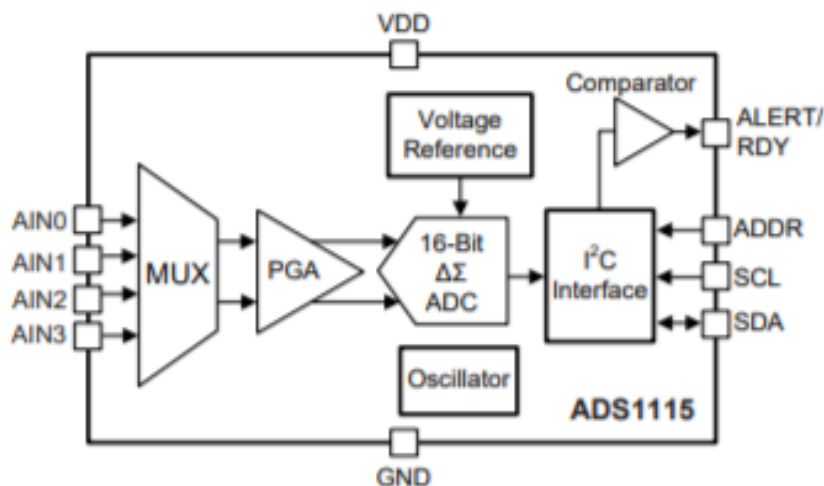 VDD
Comparator
Voltage
Reference
ALERT/
RDY
AIN0
AIN1
AIN2
AIN3
MUX
PGA
16-Bit
ΔΣ
ADC
I²C
Interface
ADDR
SCL
SDA
Oscillator
ADS1115
GND